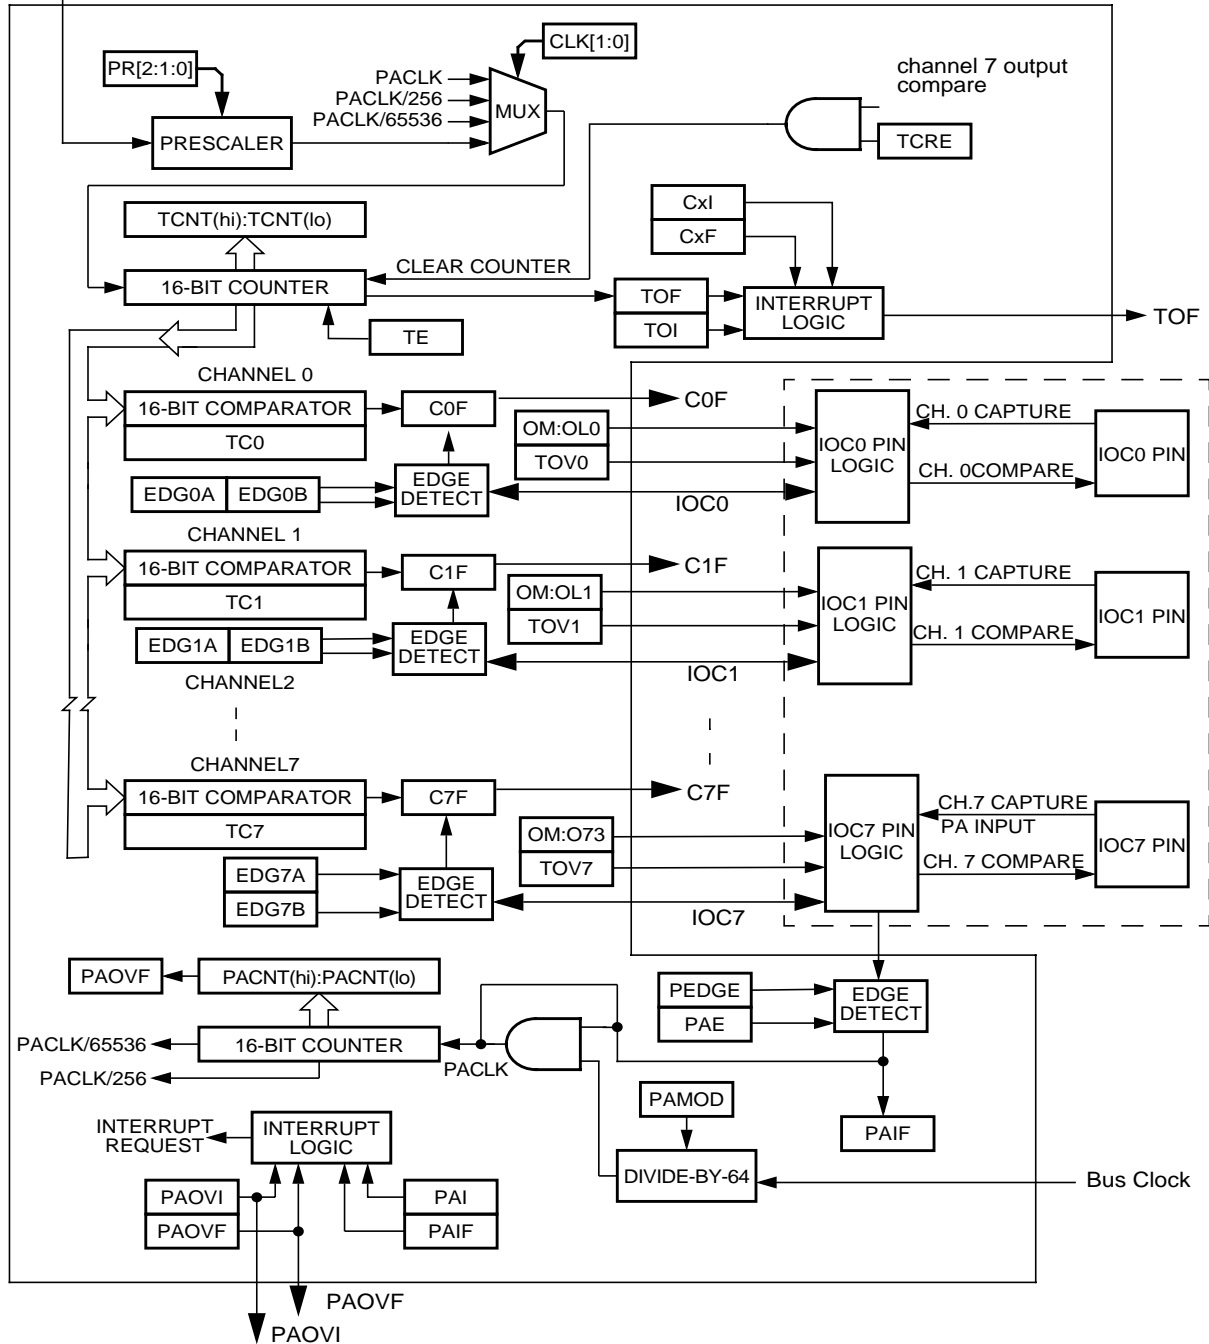 CLK[1:0]
PR[2:1:0]
channel 7 output
compare
PACLK
PACLK/256
PACLK/65536
MUX
PRESCALER
TCRE
CxI
CxF
TCNT(hi):TCNT(lo)
CLEAR COUNTER
16-BIT COUNTER
TOF
TOI
INTERRUPT
LOGIC
TOF
TE
CHANNEL 0
16-BIT COMPARATOR
TC0
C0F
C0F
OM:OL0
TOV0
IOC0 PIN
LOGIC
CH. 0 CAPTURE
CH. 0COMPARE
IOC0 PIN
EDG0A
EDG0B
EDGE
DETECT
IOC0
CHANNEL 1
16-BIT COMPARATOR
TC1
C1F
C1F
OM:OL1
TOV1
IOC1 PIN
LOGIC
CH. 1 CAPTURE
CH. 1 COMPARE
IOC1 PIN
EDG1A
EDG1B
EDGE
DETECT
IOC1
CHANNEL2
CHANNEL7
16-BIT COMPARATOR
TC7
C7F
C7F
OM:O73
TOV7
IOC7 PIN
LOGIC
CH.7 CAPTURE
PA INPUT
CH. 7 COMPARE
IOC7 PIN
EDG7A
EDG7B
EDGE
DETECT
IOC7
PAOVF
PACNT(hi):PACNT(lo)
PEDGE
PAE
EDGE
DETECT
PACLK/65536
16-BIT COUNTER
PACLK
PACLK/256
PAMOD
PAIF
INTERRUPT
REQUEST
INTERRUPT
LOGIC
DIVIDE-BY-64
Bus Clock
PAOVI
PAOVF
PAI
PAIF
PAOVF
PAOVI